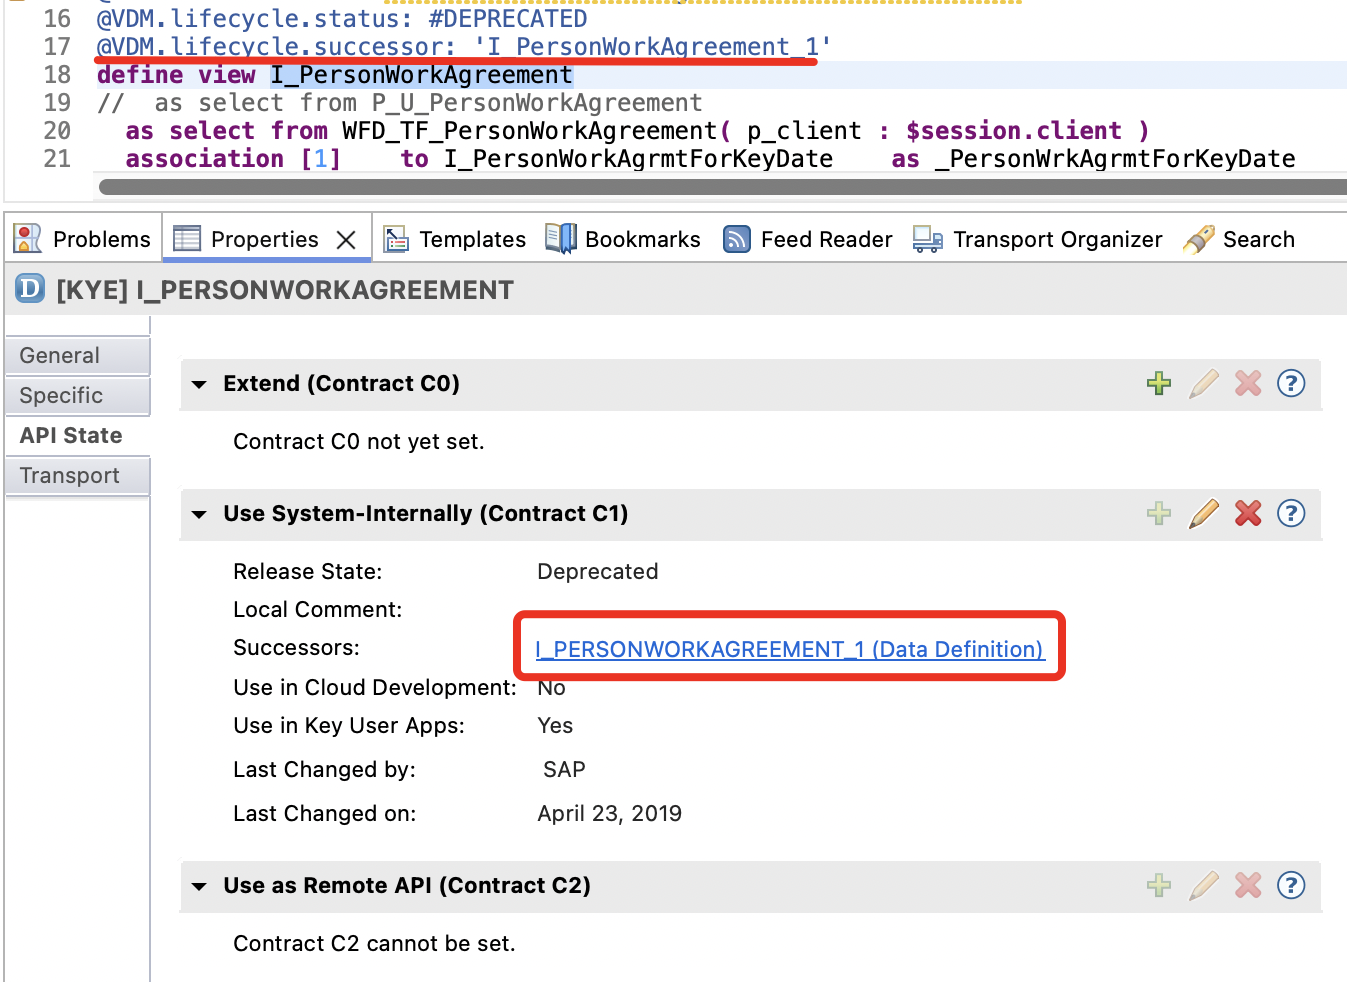 16 @VDM.lifecycle.status: #DEPRECATED
17 @VDM.lifecycle.successor: 'I_PersonWorkAgreement_1'
18 define view I_PersonWorkAgreement
19 //  as select from P_U_PersonWorkAgreement
20   as select from WFD_TF_PersonWorkAgreement( p_client : $session.client )
21   association [1]    to I_PersonWorkAgrmtForKeyDate    as _PersonWrkAgrmtForKeyDate
Problems Properties Templates Bookmarks Feed Reader Transport Organizer Search
D [KYE] I_PERSONWORKAGREEMENT
General
Specific
API State
Transport
Extend (Contract C0)
Contract C0 not yet set.
Use System-Internally (Contract C1)
Release State: Deprecated
Local Comment:
Successors: I_PERSONWORKAGREEMENT_1 (Data Definition)
Use in Cloud Development: No
Use in Key User Apps: Yes
Last Changed by: SAP
Last Changed on: April 23, 2019
Use as Remote API (Contract C2)
Contract C2 cannot be set.